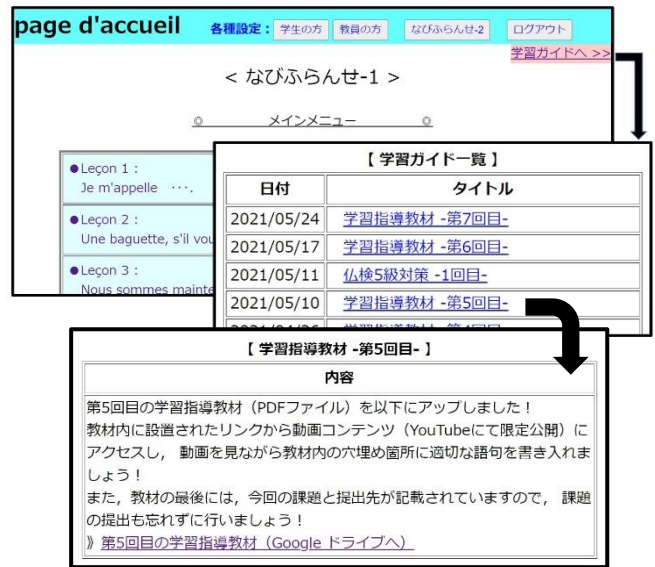 page d'accueil
各種設定： 学生の方 教員の方 なびふらんせ-2 ログアウト
学習ガイドへ >>
< なびふらんせ-1 >
◎ メインメニュー ◎
●Leçon 1 :
Je m'appelle ･･･.
●Leçon 2 :
Une baguette, s'il vou
●Leçon 3 :
Nous sommes mainte
【 学習ガイド一覧 】
日付 タイトル
2021/05/24 学習指導教材 -第7回目-
2021/05/17 学習指導教材 -第6回目-
2021/05/11 仏検5級対策 -1回目-
2021/05/10 学習指導教材 -第5回目-
【 学習指導教材 -第5回目- 】
内容
第5回目の学習指導教材（PDFファイル）を以下にアップしました！
教材内に設置されたリンクから動画コンテンツ（YouTubeにて限定公開）に
アクセスし， 動画を見ながら教材内の穴埋め箇所に適切な語句を書き入れま
しょう！
また，教材の最後には，今回の課題と提出先が記載されていますので， 課題
の提出も忘れずに行いましょう！
》第5回目の学習指導教材（Google ドライブへ）